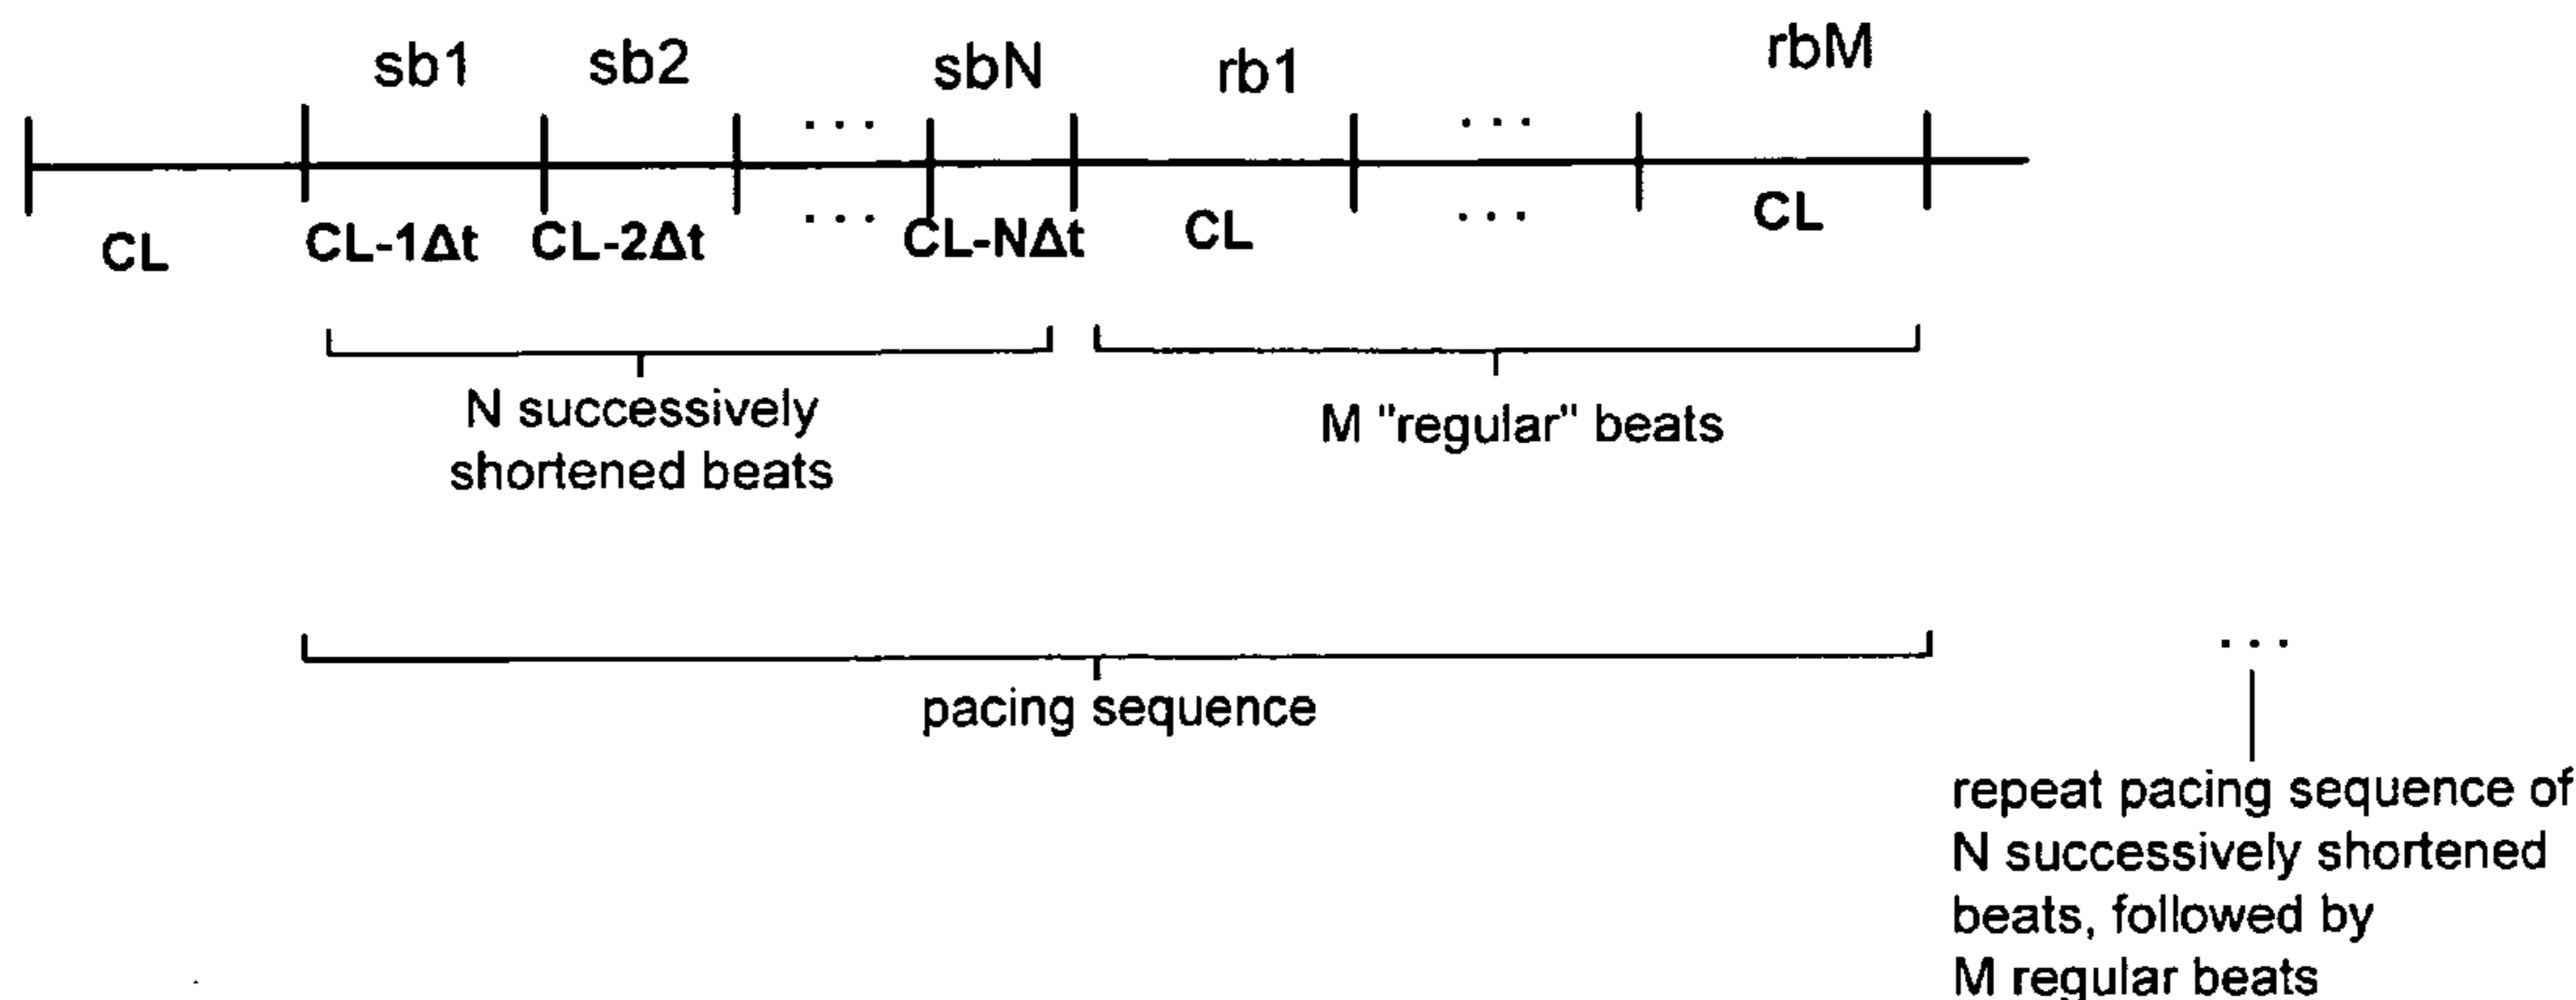 sb1 sb2 sbN rb1 rbM
... ...
... ...
CL CL-1Δt CL-2Δt CL-NΔt CL CL
N successively
shortened beats
M "regular" beats
...
pacing sequence
repeat pacing sequence of
N successively shortened
beats, followed by
M regular beats